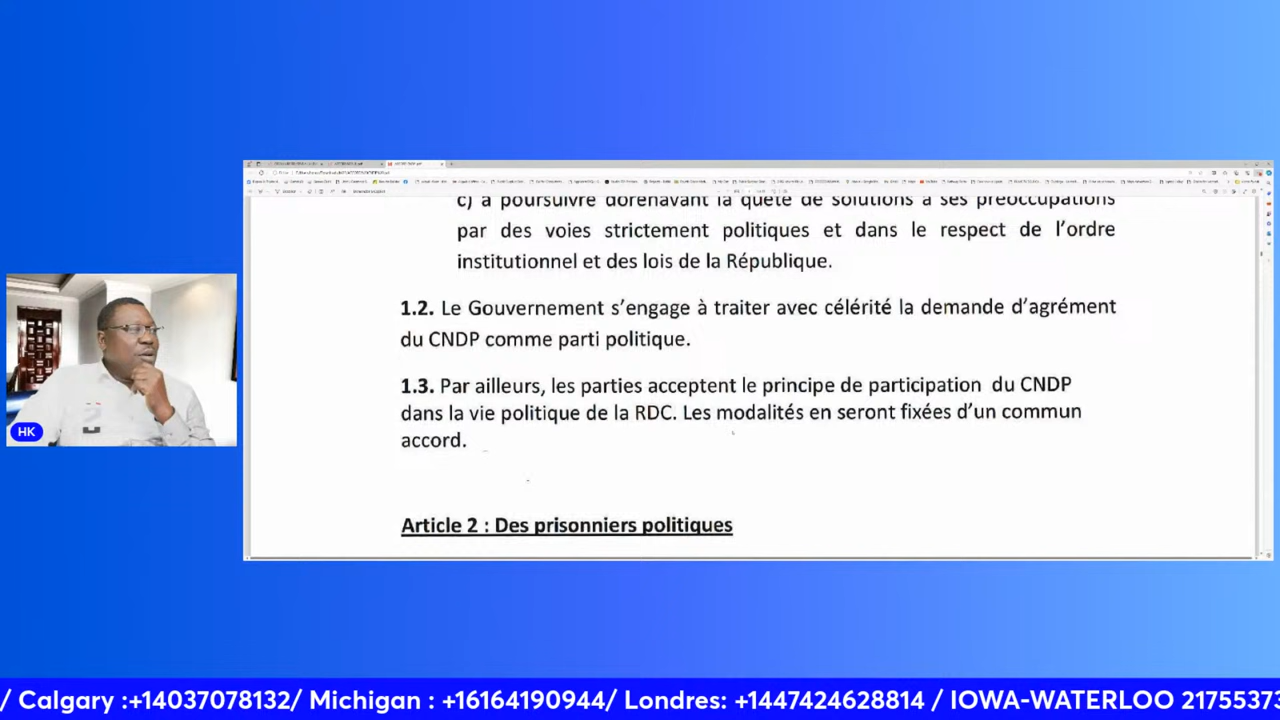 c) à poursuivre dorénavant la quête de solutions à ses préoccupations
par des voies strictement politiques et dans le respect de l'ordre
institutionnel et des lois de la République.
1.2. Le Gouvernement s'engage à traiter avec célérité la demande d'agrément
du CNDP comme parti politique.
1.3. Par ailleurs, les parties acceptent le principe de participation du CNDP
dans la vie politique de la RDC. Les modalités en seront fixées d'un commun
accord.
Article 2 : Des prisonniers politiques
HK
/ Calgary :+14037078132/ Michigan : +16164190944/ Londres: +1447424628814 / IOWA-WATERLOO 21755373